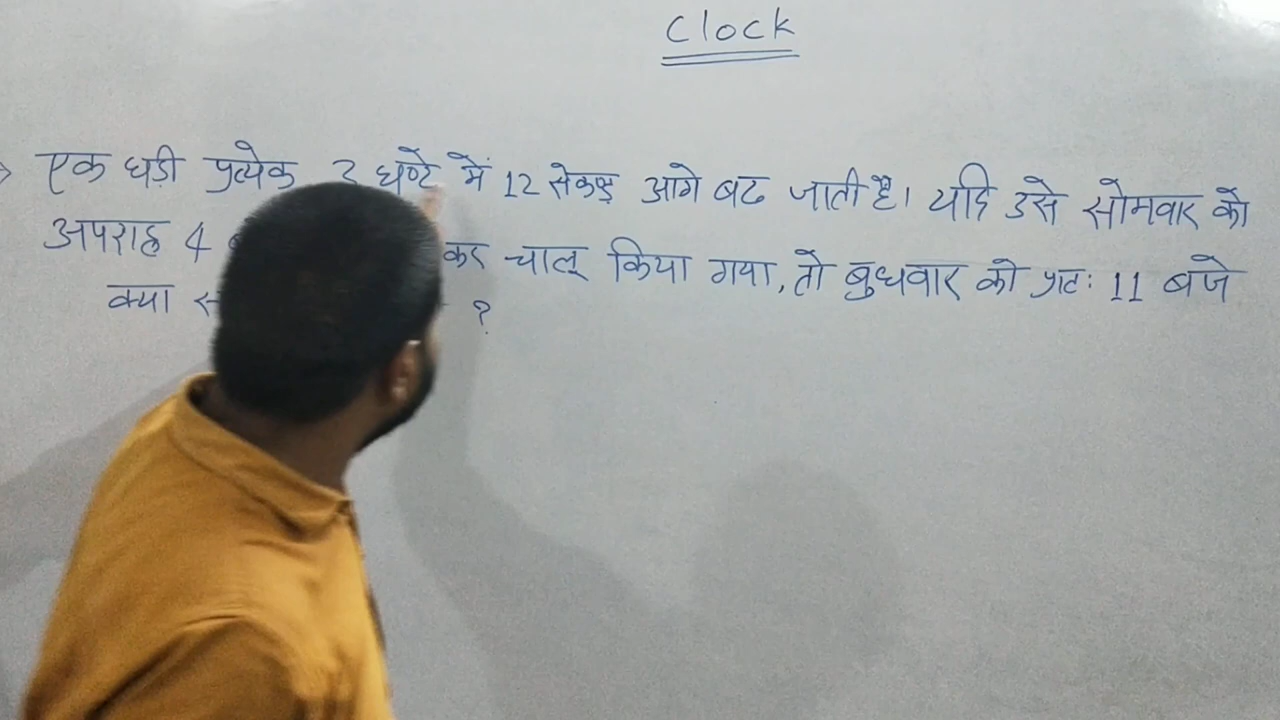 Clock
एक घड़ी प्रत्येक घण्टे में 12 सेकण्ड आगे बढ जाती है। यदि उसे सोमवार को
अपराह्न 4 कर चालू किया गया, तो बुधवार को प्रातः 11 बजे
क्या ?